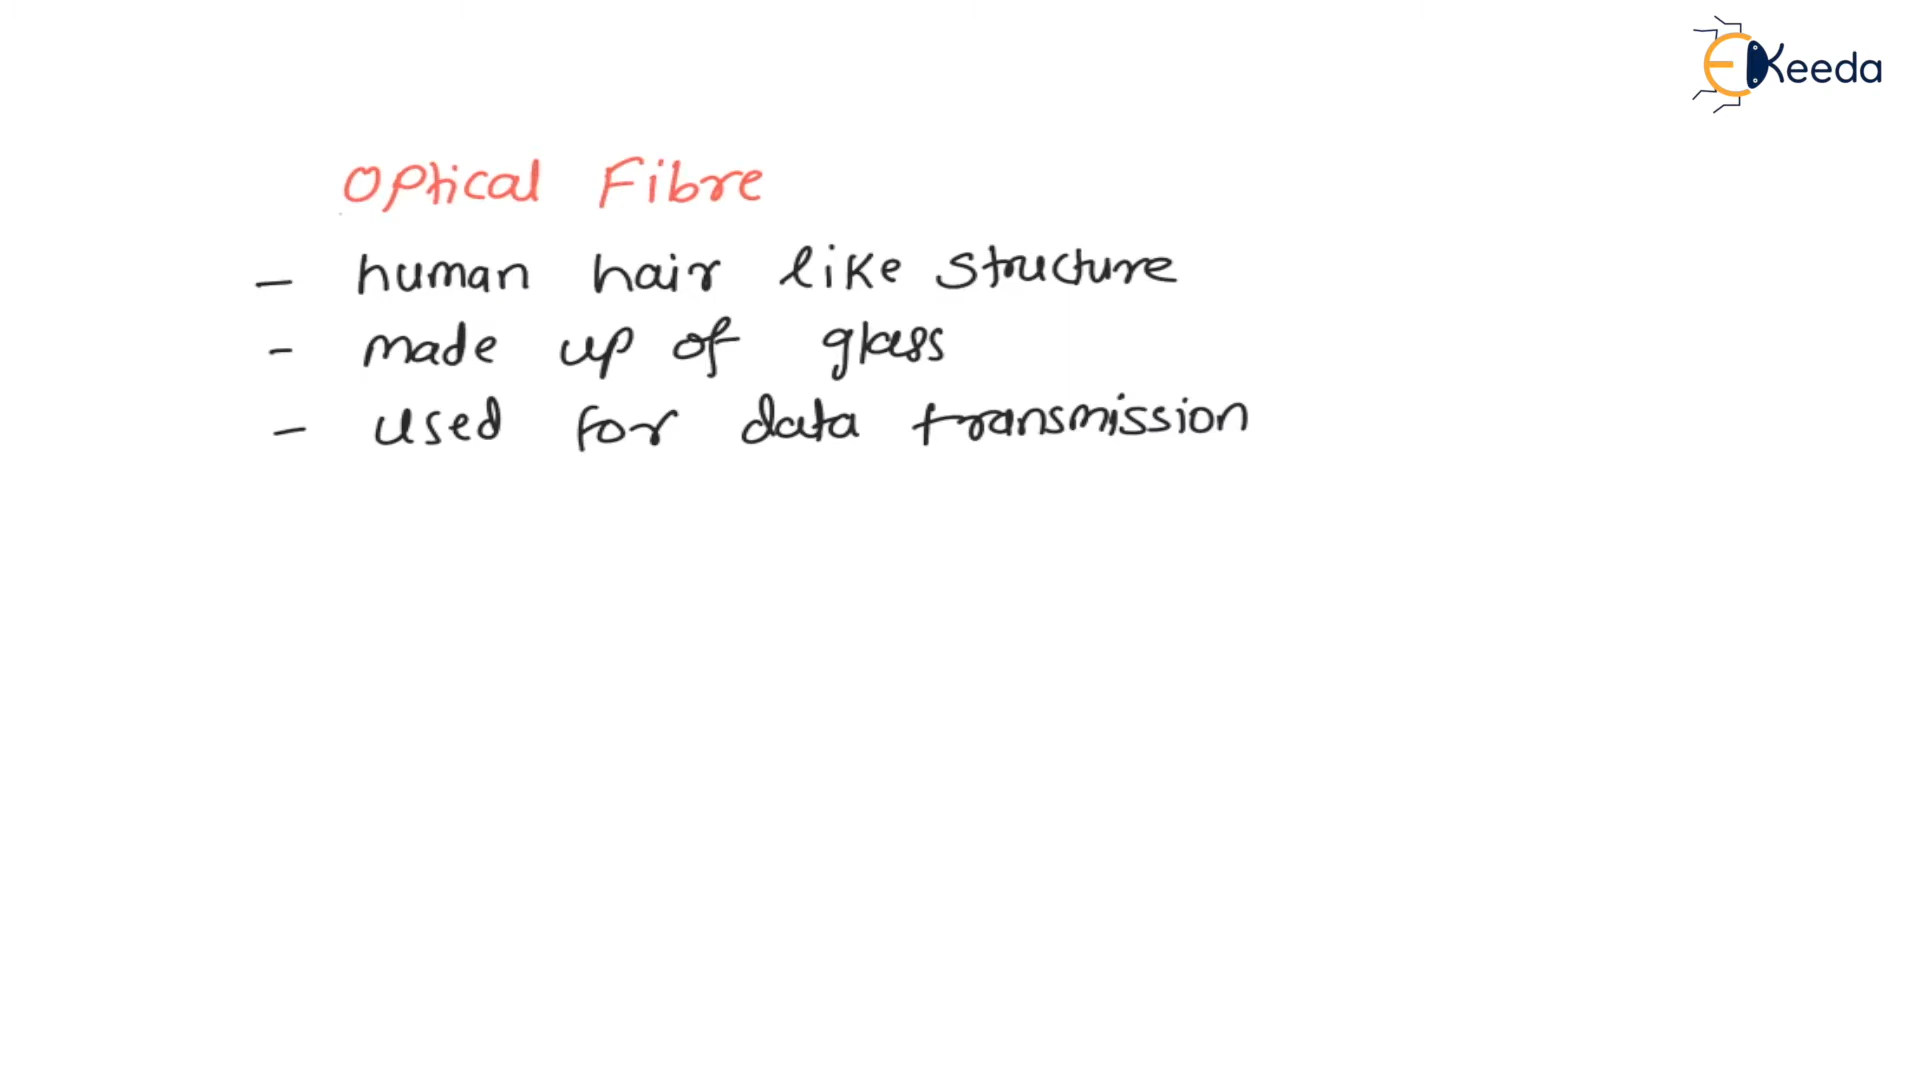 EKeeda
Optical Fibre
- human hair like structure
- made up of glass
- used for data transmission